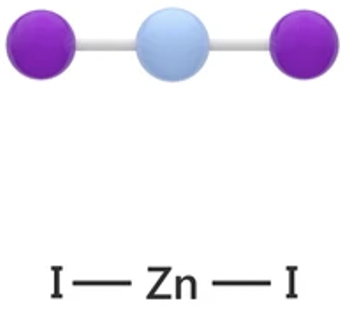 I — Zn — I